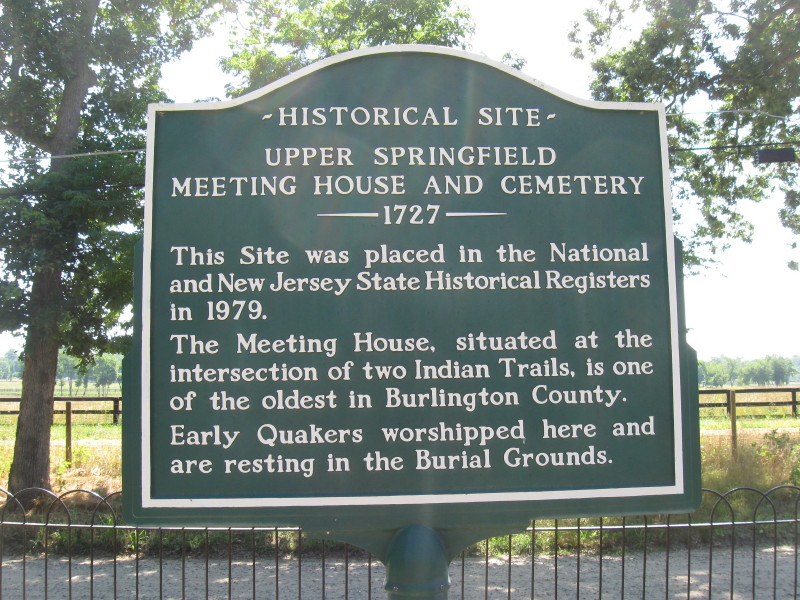 ~HISTORICAL SITE~
UPPER SPRINGFIELD
MEETING HOUSE AND CEMETERY
1727
This Site was placed in the National
and New Jersey State Historical Registers
in 1979.
The Meeting House, situated at the
intersection of two Indian Trails, is one
of the oldest in Burlington County.
Early Quakers worshipped here and
are resting in the Burial Grounds.